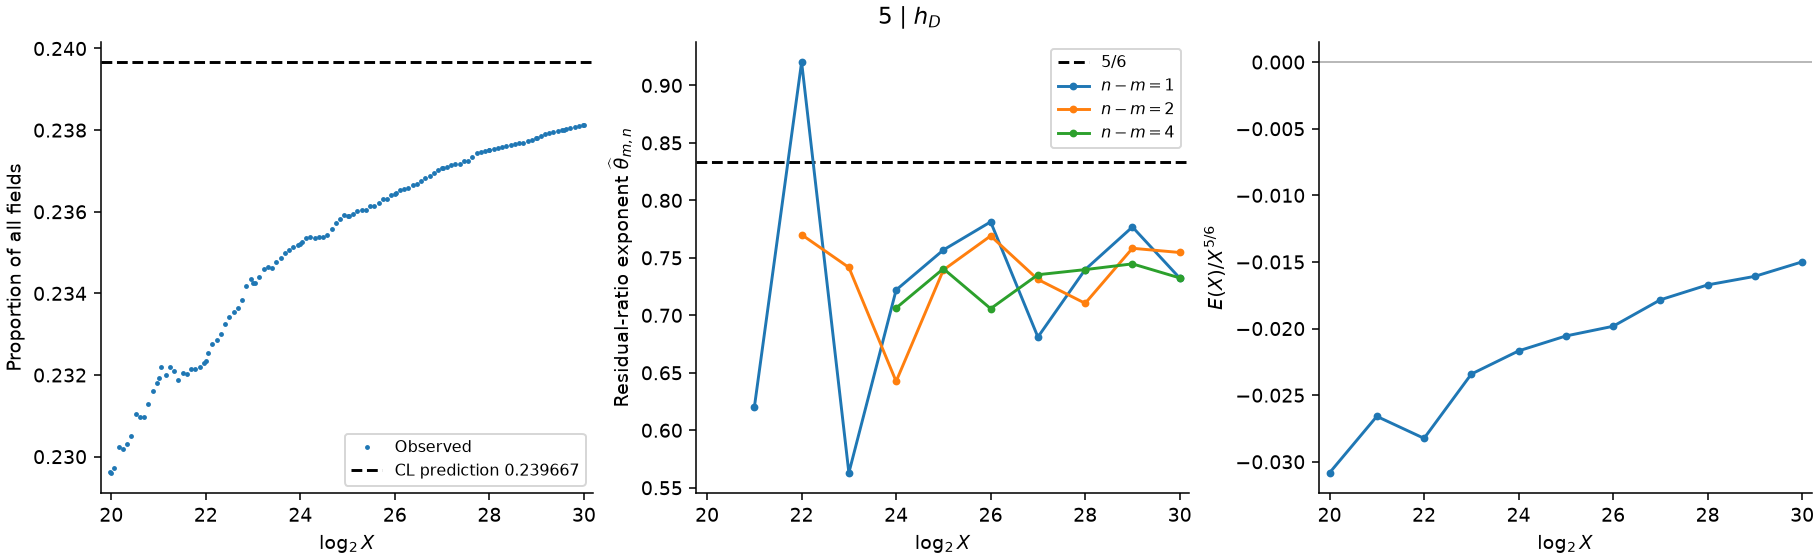 5 | h_D
Proportion of all fields
0.240
0.238
0.236
0.234
0.232
0.230
Observed
CL prediction 0.239667
20 22 24 26 28 30
log₂ X
Residual-ratio exponent θ̂_{m,n}
0.90
0.85
0.80
0.75
0.70
0.65
0.60
0.55
5/6
n − m = 1
n − m = 2
n − m = 4
20 22 24 26 28 30
log₂ X
E(X)/X^{5/6}
0.000
−0.005
−0.010
−0.015
−0.020
−0.025
−0.030
20 22 24 26 28 30
log₂ X